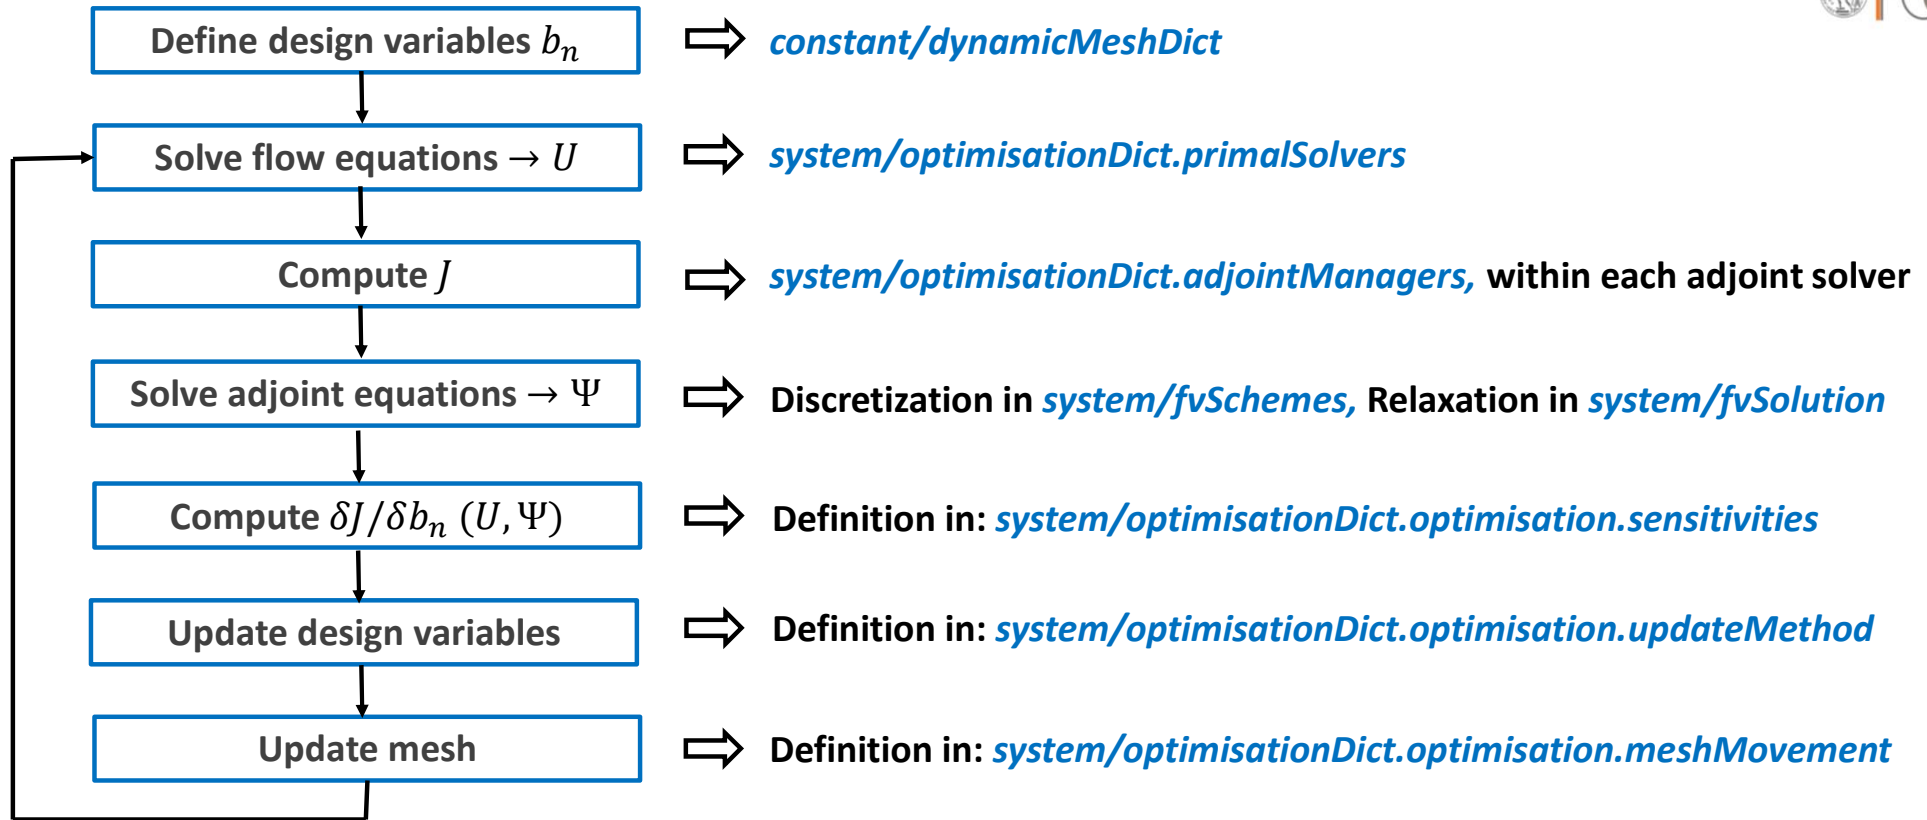 Define design variables bₙ ⇨ constant/dynamicMeshDict
Solve flow equations → U ⇨ system/optimisationDict.primalSolvers
Compute J ⇨ system/optimisationDict.adjointManagers, within each adjoint solver
Solve adjoint equations → Ψ ⇨ Discretization in system/fvSchemes, Relaxation in system/fvSolution
Compute δJ/δbₙ (U, Ψ) ⇨ Definition in: system/optimisationDict.optimisation.sensitivities
Update design variables ⇨ Definition in: system/optimisationDict.optimisation.updateMethod
Update mesh ⇨ Definition in: system/optimisationDict.optimisation.meshMovement